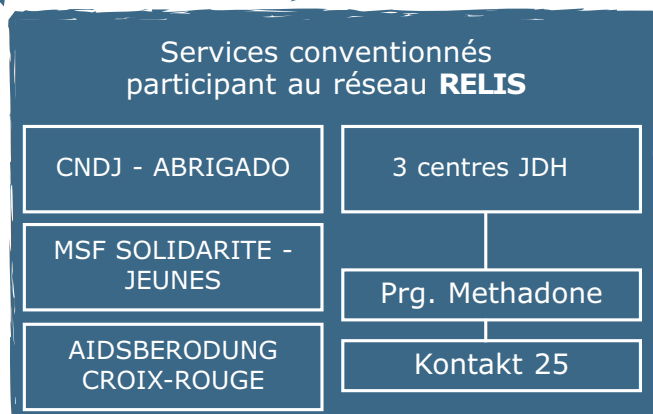 Services conventionnés
participant au réseau RELIS
CNDJ - ABRIGADO
MSF SOLIDARITE -
JEUNES
AIDSBERODUNG
CROIX-ROUGE
3 centres JDH
Prg. Methadone
Kontakt 25